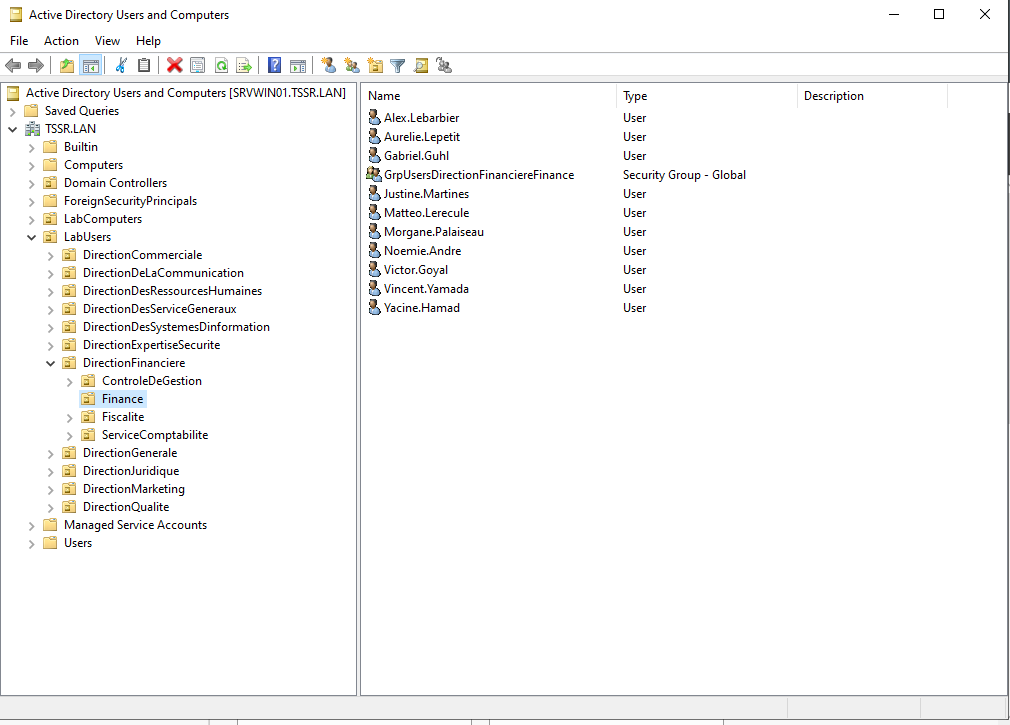 Active Directory Users and Computers
File Action View Help
Active Directory Users and Computers [SRVWIN01.TSSR.LAN]
Saved Queries
TSSR.LAN
Builtin
Computers
Domain Controllers
ForeignSecurityPrincipals
LabComputers
LabUsers
DirectionCommerciale
DirectionDeLaCommunication
DirectionDesRessourcesHumaines
DirectionDesServiceGeneraux
DirectionDesSystemesDinformation
DirectionExpertiseSecurite
DirectionFinanciere
ControleDeGestion
Finance
Fiscalite
ServiceComptabilite
DirectionGenerale
DirectionJuridique
DirectionMarketing
DirectionQualite
Managed Service Accounts
Users
Name Type Description
Alex.Lebarbier User
Aurelie.Lepetit User
Gabriel.Guhl User
GrpUsersDirectionFinanciereFinance Security Group - Global
Justine.Martines User
Matteo.Lerecule User
Morgane.Palaiseau User
Noemie.Andre User
Victor.Goyal User
Vincent.Yamada User
Yacine.Hamad User